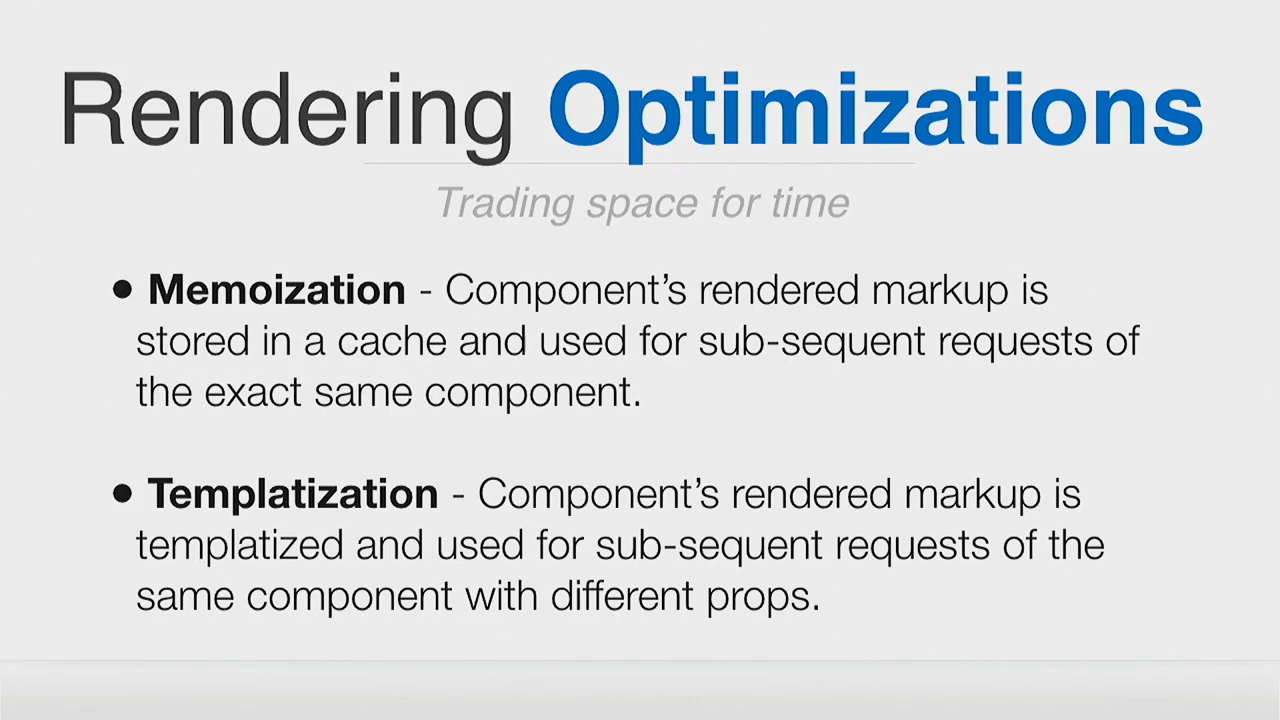 Rendering Optimizations
Trading space for time
• Memoization - Component’s rendered markup is
stored in a cache and used for sub-sequent requests of
the exact same component.
• Templatization - Component’s rendered markup is
templatized and used for sub-sequent requests of the
same component with different props.